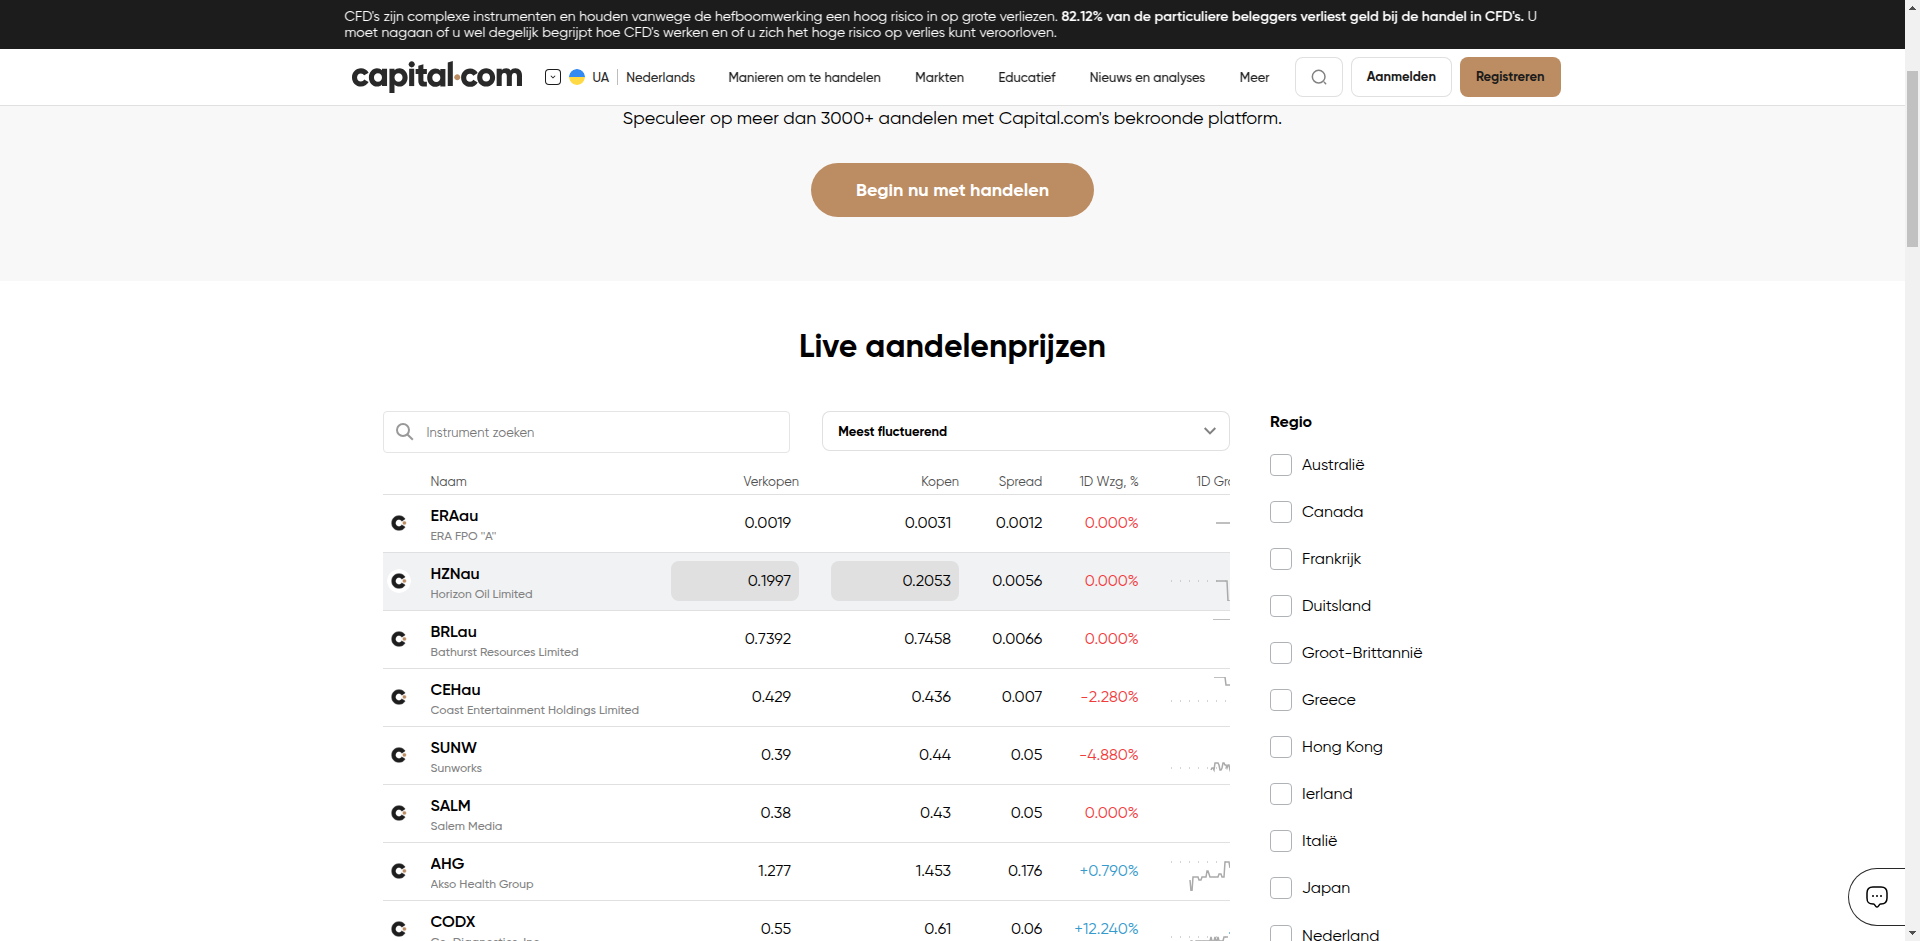 CFD's zijn complexe instrumenten en houden vanwege de hefboomwerking een hoog risico in op grote verliezen. 82.12% van de particuliere beleggers verliest geld bij de handel in CFD's. U
moet nagaan of u wel degelijk begrijpt hoe CFD's werken en of u zich het hoge risico op verlies kunt veroorloven.
capital.com UA Nederlands Manieren om te handelen Markten Educatief Nieuws en analyses Meer Aanmelden Registreren
Speculeer op meer dan 3000+ aandelen met Capital.com's bekroonde platform.
Begin nu met handelen
Live aandelenprijzen
Instrument zoeken
Meest fluctuerend
Naam Verkopen Kopen Spread 1D Wzg, %
ERAau 0.0019 0.0031 0.0012 0.000%
ERA FPO "A"
HZNau 0.1997 0.2053 0.0056 0.000%
Horizon Oil Limited
BRLau 0.7392 0.7458 0.0066 0.000%
Bathurst Resources Limited
CEHau 0.429 0.436 0.007 -2.280%
Coast Entertainment Holdings Limited
SUNW 0.39 0.44 0.05 -4.880%
Sunworks
SALM 0.38 0.43 0.05 0.000%
Salem Media
AHG 1.277 1.453 0.176 +0.790%
Akso Health Group
CODX 0.55 0.61 0.06 +12.240%
Regio
Australië
Canada
Frankrijk
Duitsland
Groot-Brittannië
Greece
Hong Kong
Ierland
Italië
Japan
Nederland